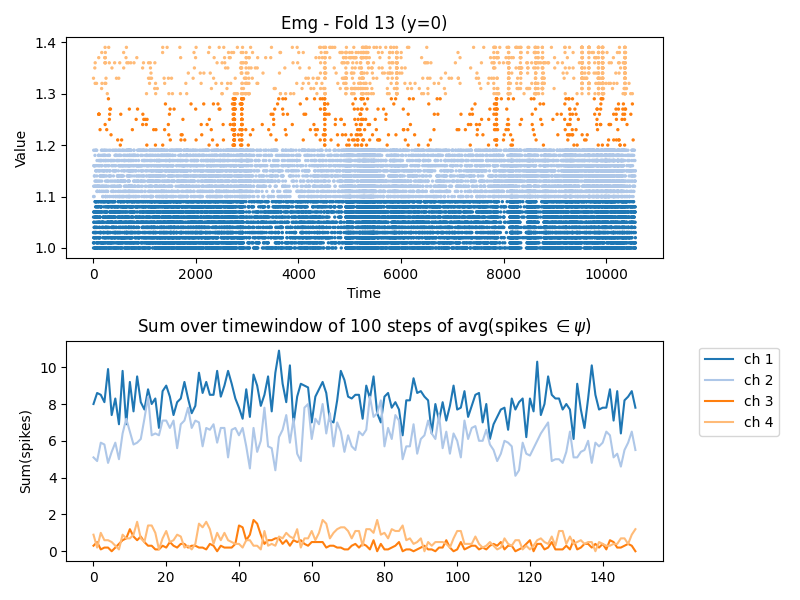 Emg - Fold 13 (y=0)
1.4
1.3
1.2
1.1
1.0
Value
0 2000 4000 6000 8000 10000
Time
Sum over timewindow of 100 steps of avg(spikes ∈ ψ)
10
8
6
4
2
0
Sum(spikes)
0 20 40 60 80 100 120 140
ch 1
ch 2
ch 3
ch 4